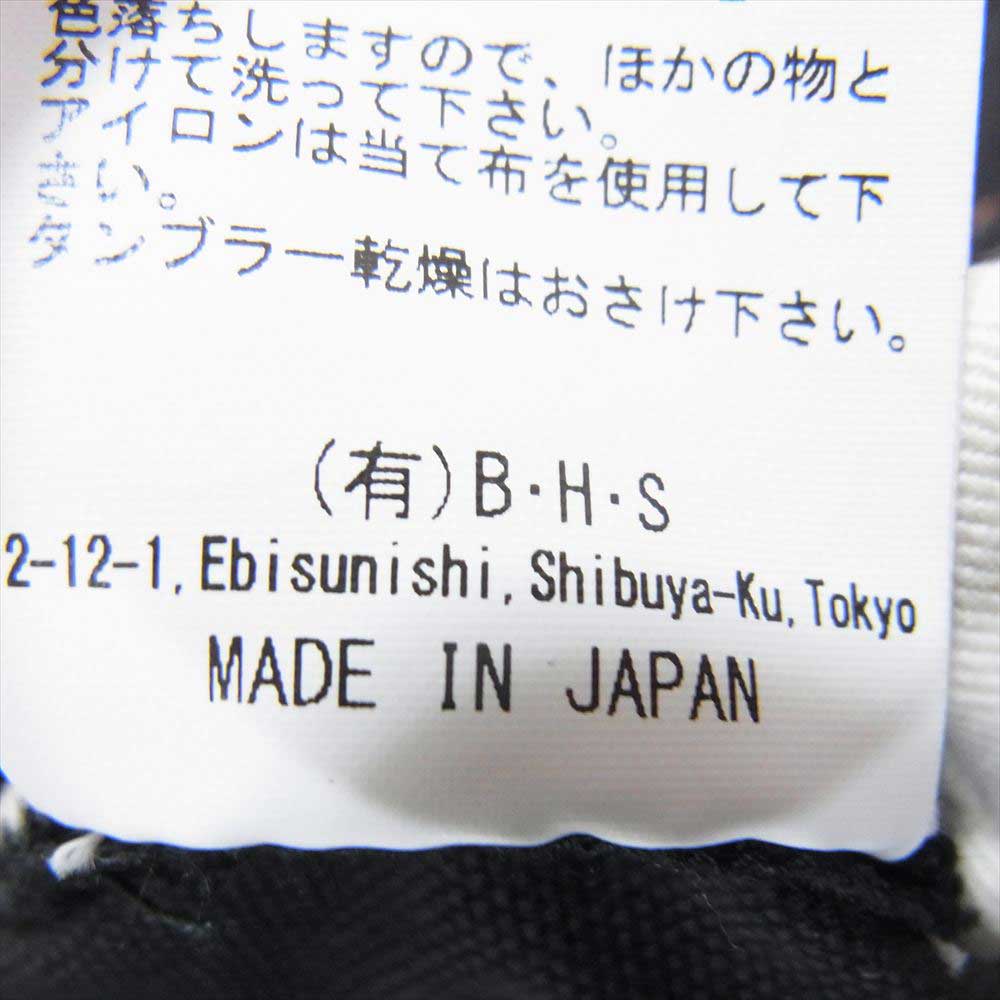 色落ちしますので、ほかの物と
分けて洗って下さい。
アイロンは当て布を使用して下
さい。
タンブラー乾燥はおさけ下さい。
(有)B・H・S
2-12-1, Ebisunishi, Shibuya-Ku, Tokyo
MADE IN JAPAN